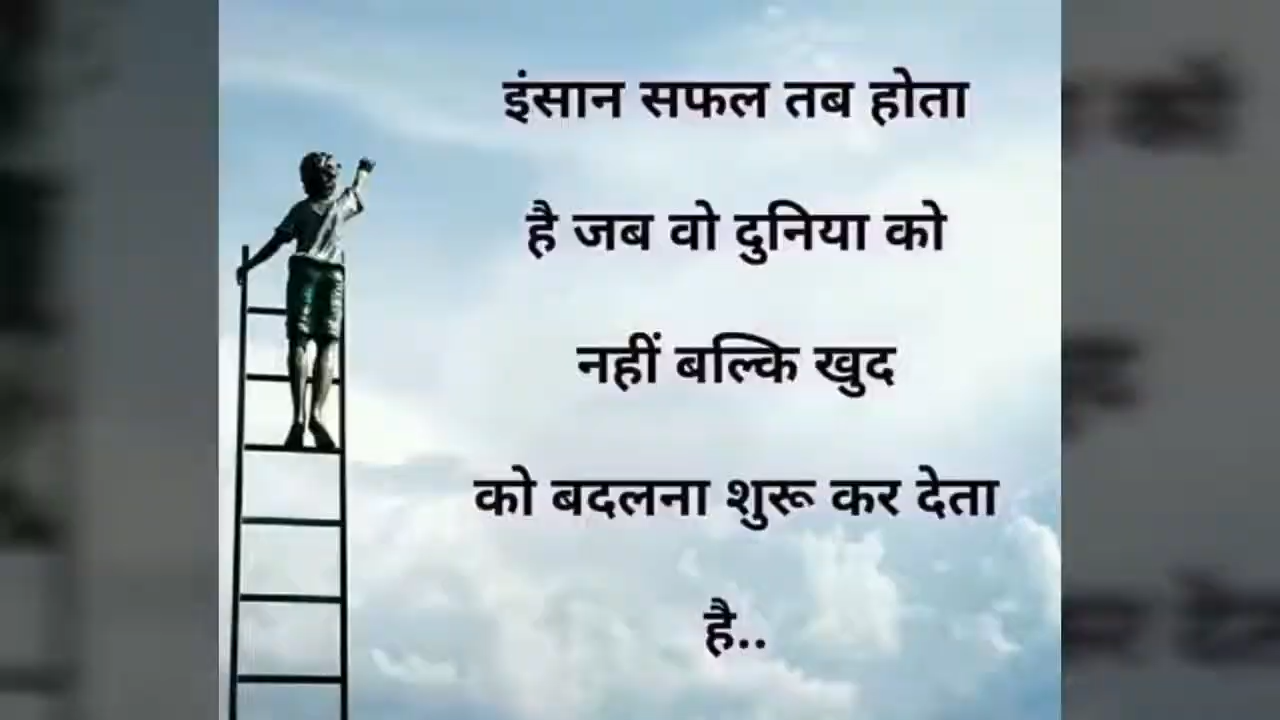 इंसान सफल तब होता
है जब वो दुनिया को
नहीं बल्कि खुद
को बदलना शुरू कर देता
है..